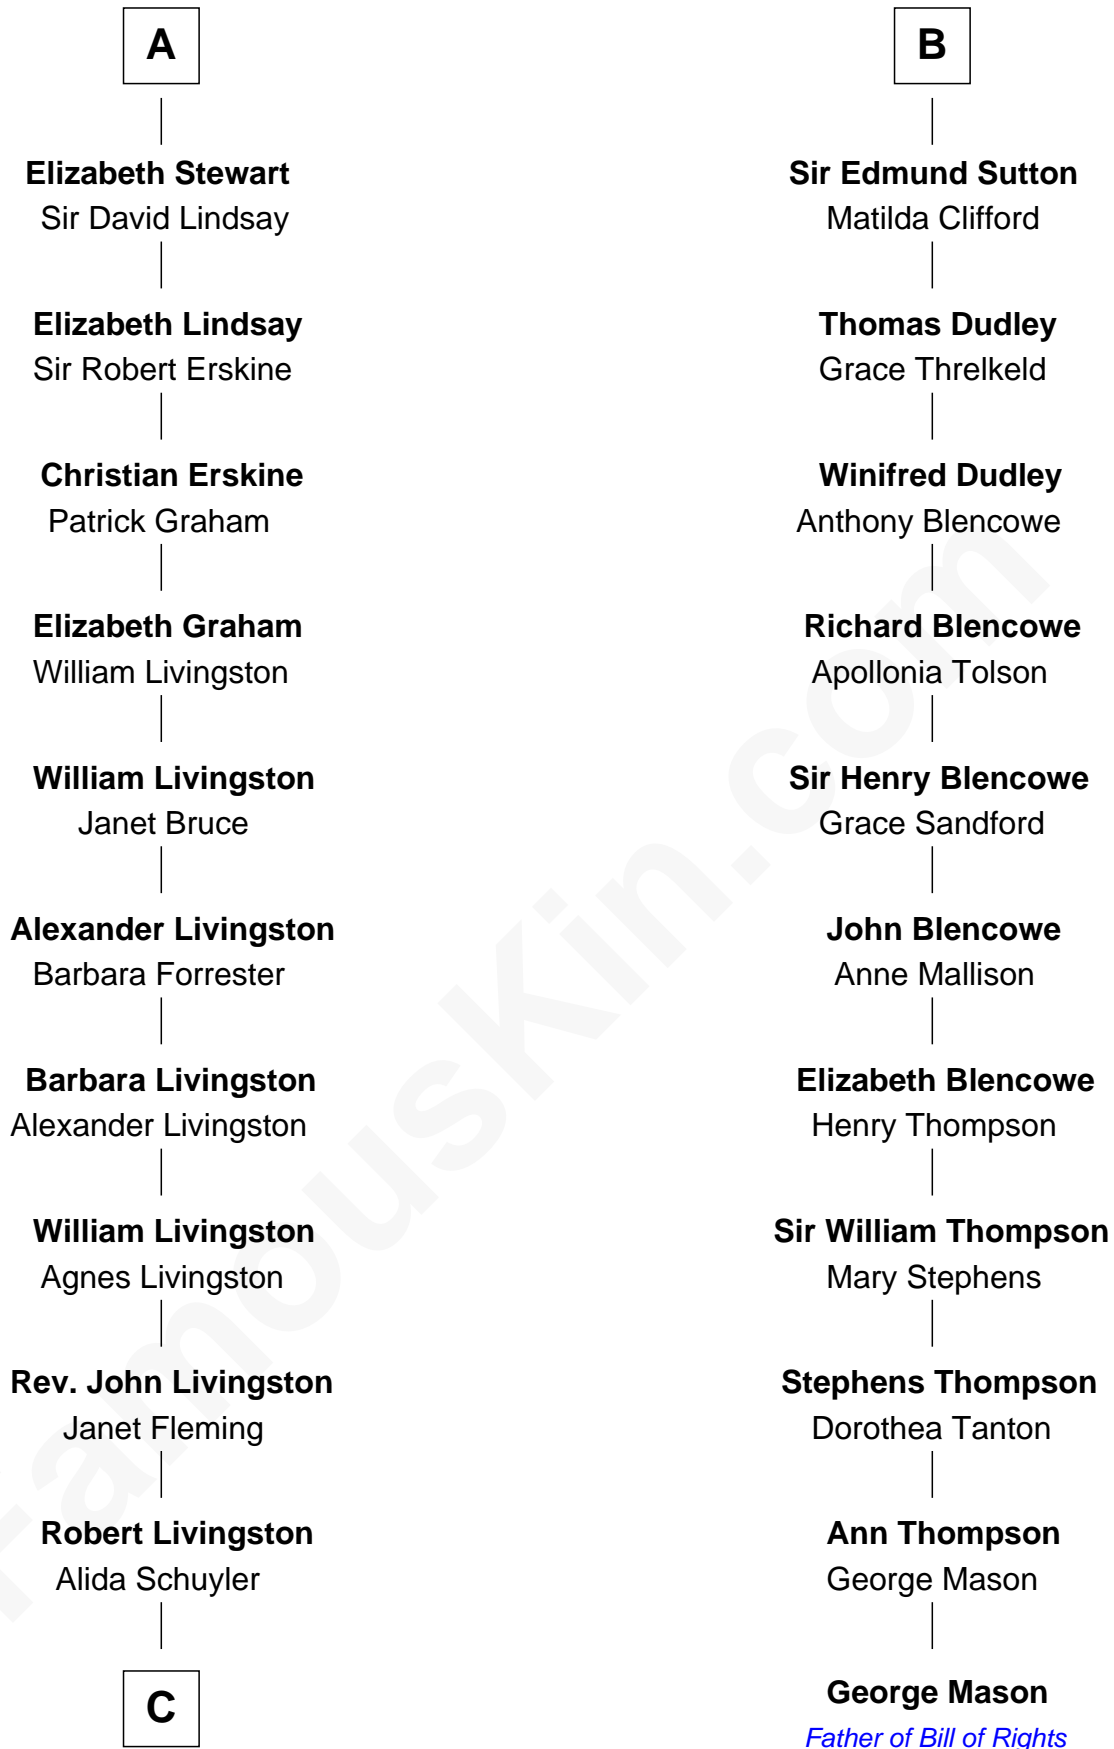 A
Elizabeth Stewart
Sir David Lindsay
Elizabeth Lindsay
Sir Robert Erskine
Christian Erskine
Patrick Graham
Elizabeth Graham
William Livingston
William Livingston
Janet Bruce
Alexander Livingston
Barbara Forrester
Barbara Livingston
Alexander Livingston
William Livingston
Agnes Livingston
Rev. John Livingston
Janet Fleming
Robert Livingston
Alida Schuyler
C
B
Sir Edmund Sutton
Matilda Clifford
Thomas Dudley
Grace Threlkeld
Winifred Dudley
Anthony Blencowe
Richard Blencowe
Apollonia Tolson
Sir Henry Blencowe
Grace Sandford
John Blencowe
Anne Mallison
Elizabeth Blencowe
Henry Thompson
Sir William Thompson
Mary Stephens
Stephens Thompson
Dorothea Tanton
Ann Thompson
George Mason
George Mason
Father of Bill of Rights
FamousKin.com